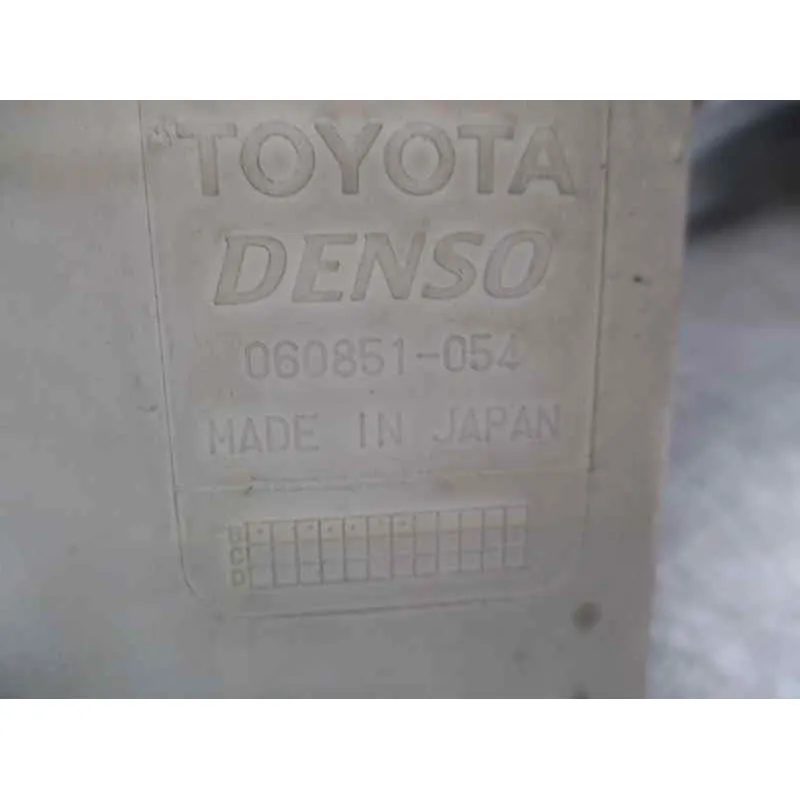 TOYOTA
DENSO
060851-054
MADE IN JAPAN